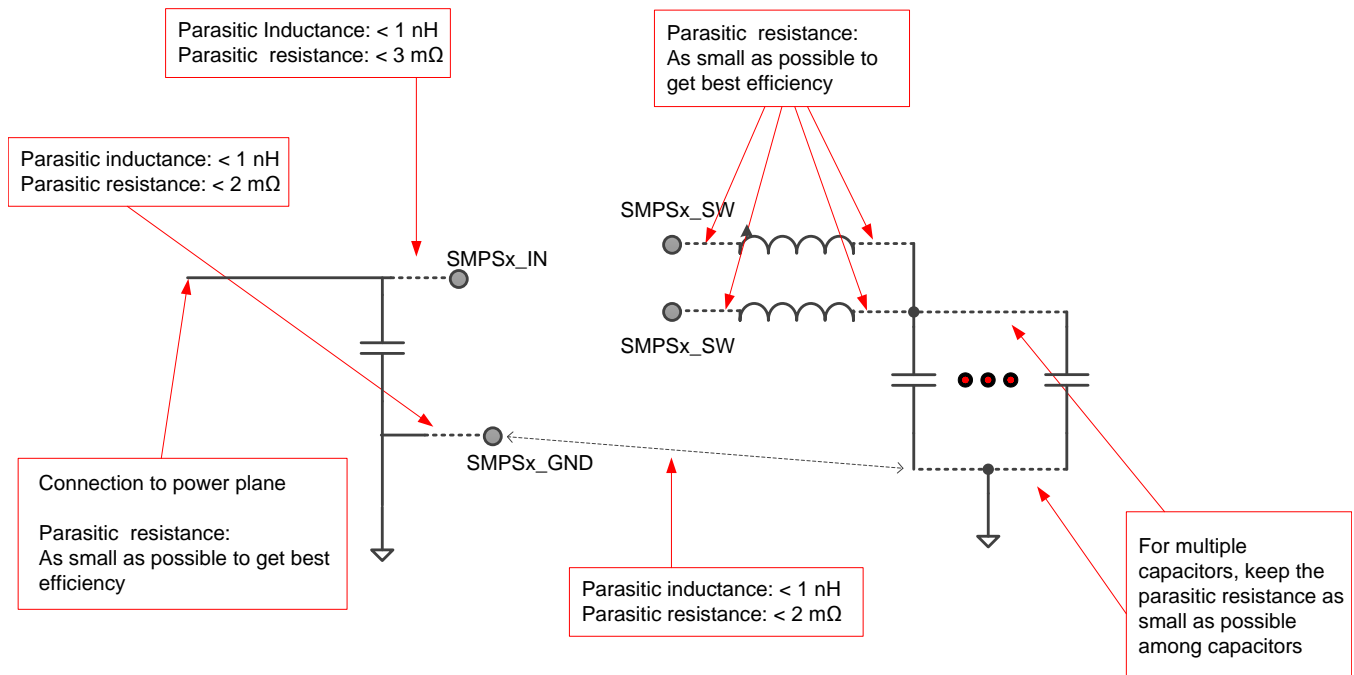 Parasitic Inductance: < 1 nH
Parasitic resistance: < 3 mΩ
Parasitic resistance:
As small as possible to
get best efficiency
Parasitic inductance: < 1 nH
Parasitic resistance: < 2 mΩ
SMPSx_SW
SMPSx_IN
SMPSx_SW
SMPSx_GND
Connection to power plane
Parasitic resistance:
As small as possible to get best
efficiency
Parasitic inductance: < 1 nH
Parasitic resistance: < 2 mΩ
For multiple
capacitors, keep the
parasitic resistance as
small as possible
among capacitors